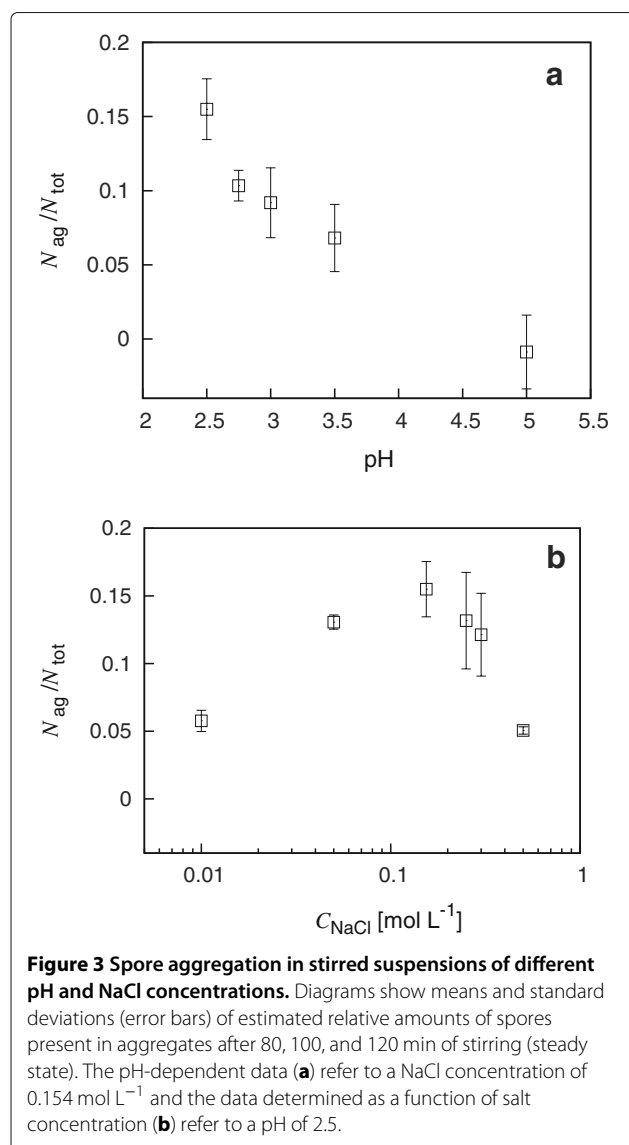 0.2
a
0.15
0.1
0.05
0
N ag /N tot
2 2.5 3 3.5 4 4.5 5 5.5
pH
0.2
b
0.15
0.1
0.05
0
N ag /N tot
0.01 0.1 1
C NaCl [mol L-1]
Figure 3 Spore aggregation in stirred suspensions of different
pH and NaCl concentrations. Diagrams show means and standard
deviations (error bars) of estimated relative amounts of spores
present in aggregates after 80, 100, and 120 min of stirring (steady
state). The pH-dependent data (a) refer to a NaCl concentration of
0.154 mol L−1 and the data determined as a function of salt
concentration (b) refer to a pH of 2.5.